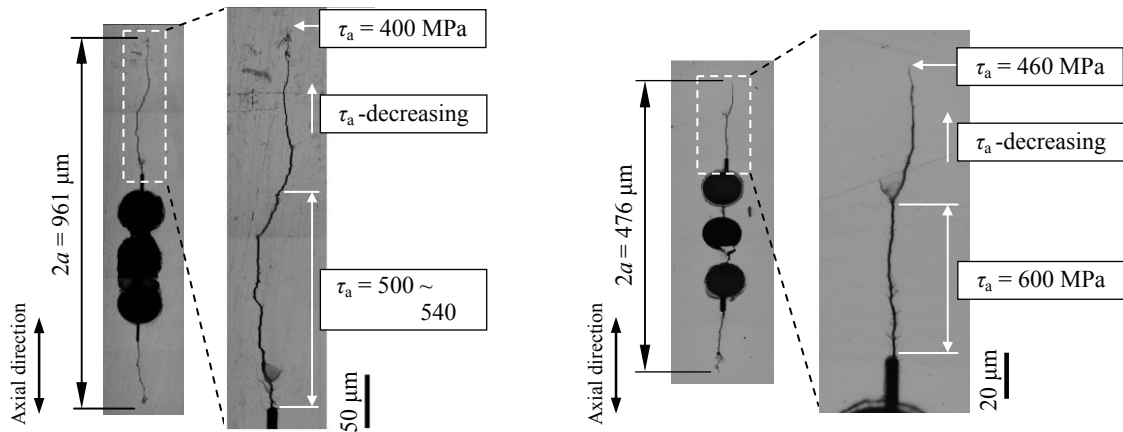 τa = 400 MPa
τa -decreasing
2a = 961 μm
τa = 500 ~
540
Axial direction
50 μm
τa = 460 MPa
τa -decreasing
2a = 476 μm
τa = 600 MPa
Axial direction
20 μm